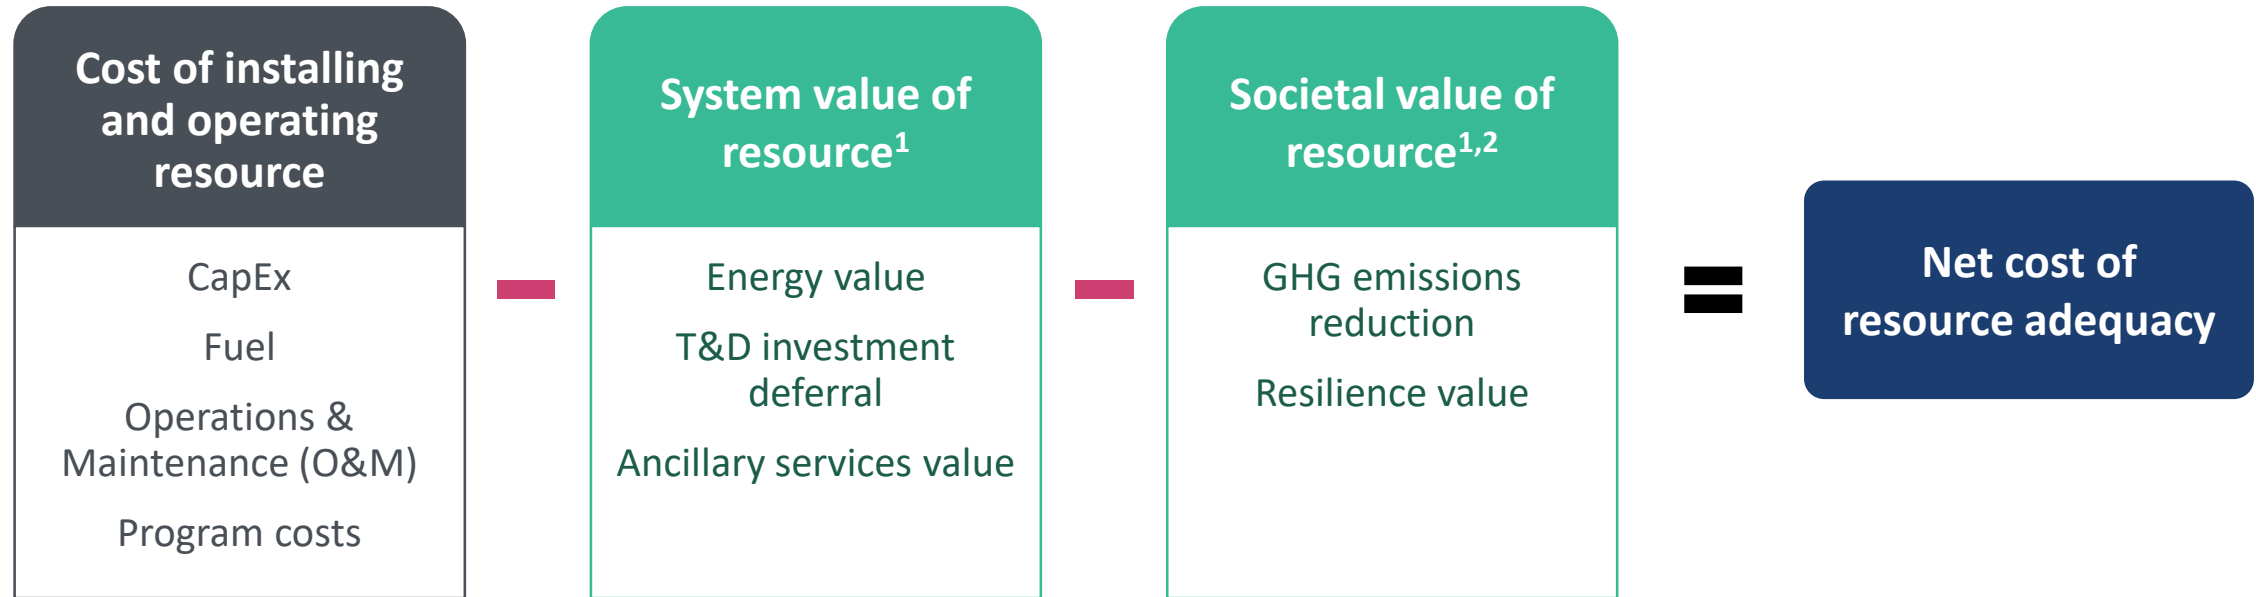 Cost of installing
and operating
resource
CapEx
Fuel
Operations &
Maintenance (O&M)
Program costs
System value of
resource¹
Energy value
T&D investment
deferral
Ancillary services value
Societal value of
resource¹,²
GHG emissions
reduction
Resilience value
=
Net cost of
resource adequacy